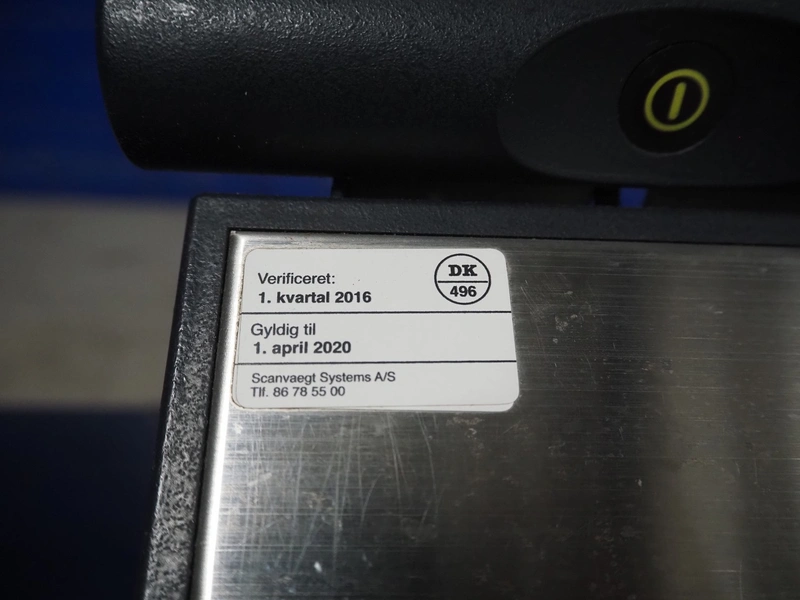 Verificeret:
1. kvartal 2016
DK
496
Gyldig til
1. april 2020
Scanvaegt Systems A/S
Tlf. 86 78 55 00